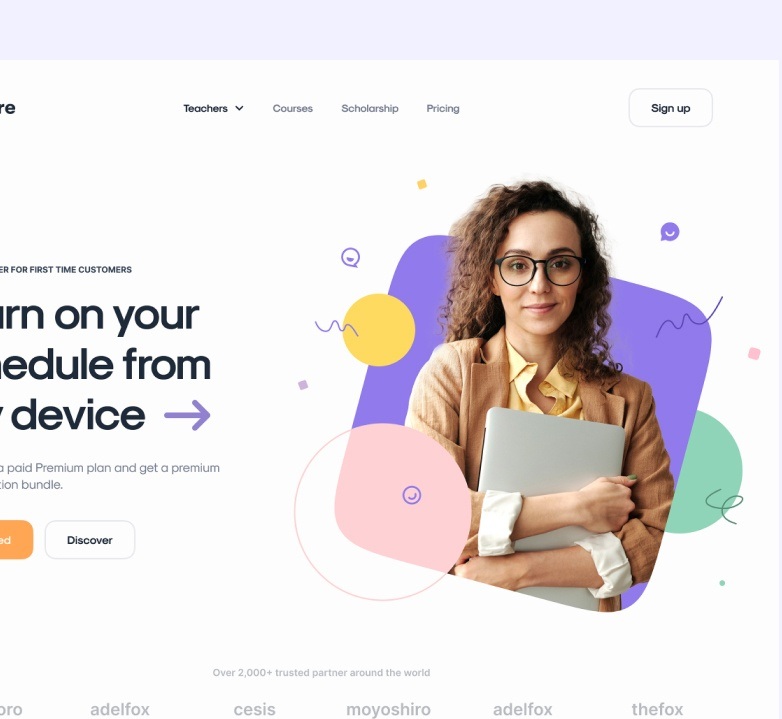 re
Teachers Courses Scholarship Pricing
Sign up
ER FOR FIRST TIME CUSTOMERS
rn on your
edule from
device
a paid Premium plan and get a premium
tion bundle.
ed
Discover
Over 2,000+ trusted partner around the world
oro adelfox cesis moyoshiro adelfox thefox